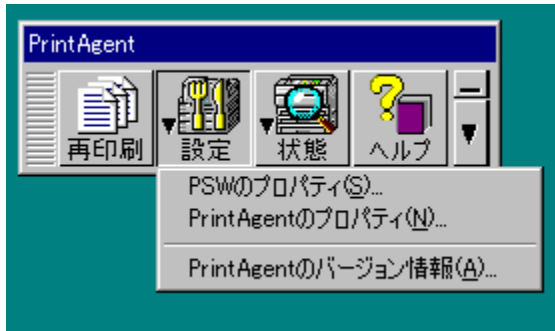 PrintAgent
再印刷
設定
状態
ヘルプ
PSWのプロパティ(S)...
PrintAgentのプロパティ(N)...
PrintAgentのバージョン情報(A)...